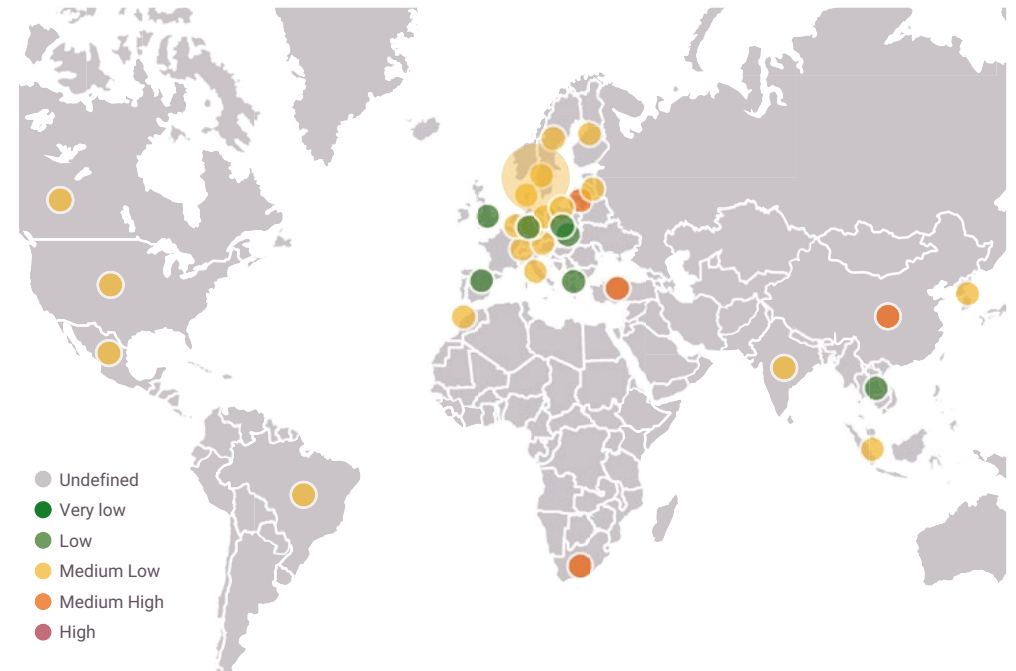 Undefined
Very low
Low
Medium Low
Medium High
High